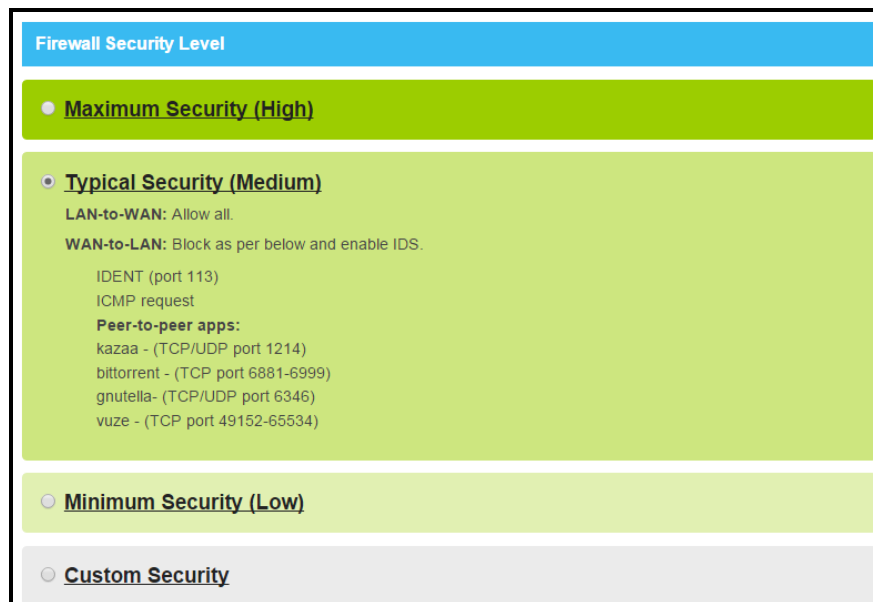 Firewall Security Level
Maximum Security (High)
Typical Security (Medium)
LAN-to-WAN: Allow all.
WAN-to-LAN: Block as per below and enable IDS.
IDENT (port 113)
ICMP request
Peer-to-peer apps:
kazaa - (TCP/UDP port 1214)
bittorrent - (TCP port 6881-6999)
gnutella- (TCP/UDP port 6346)
vuze - (TCP port 49152-65534)
Minimum Security (Low)
Custom Security